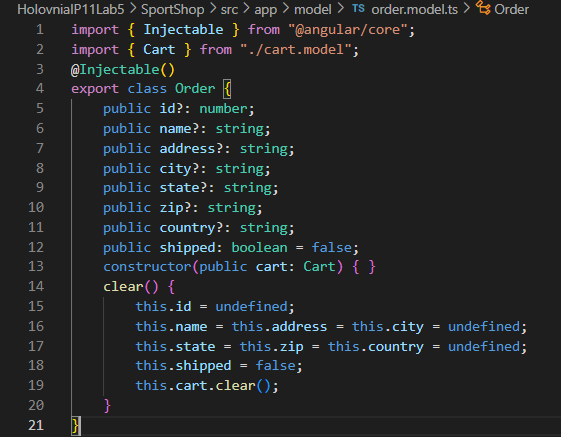 HolovniaIP11Lab5 > SportShop > src > app > model > TS order.model.ts > Order
1 import { Injectable } from "@angular/core";
2 import { Cart } from "./cart.model";
3 @Injectable()
4 export class Order {
5     public id?: number;
6     public name?: string;
7     public address?: string;
8     public city?: string;
9     public state?: string;
10     public zip?: string;
11     public country?: string;
12     public shipped: boolean = false;
13     constructor(public cart: Cart) { }
14     clear() {
15         this.id = undefined;
16         this.name = this.address = this.city = undefined;
17         this.state = this.zip = this.country = undefined;
18         this.shipped = false;
19         this.cart.clear();
20     }
21 }